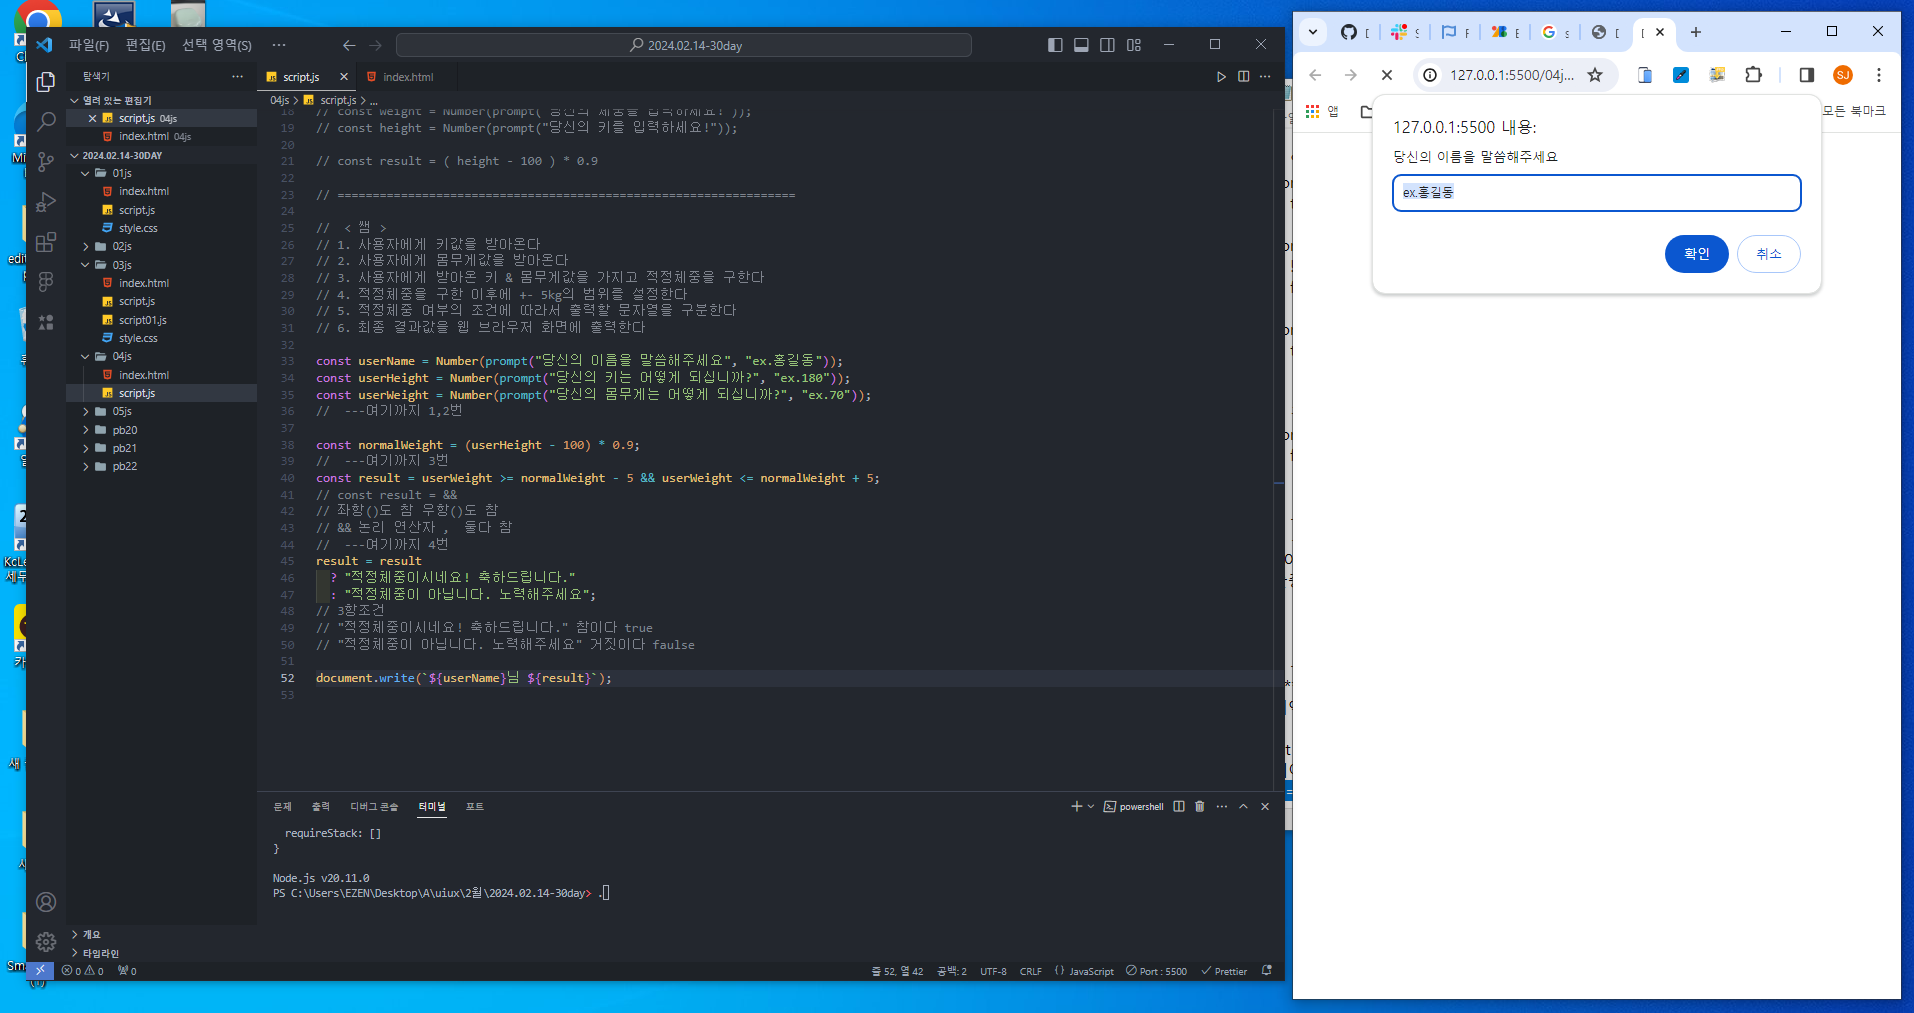 파일(F) 편집(E) 선택 영역(S) ···
2024.02.14-30day
탐색기
열려 있는 편집기
script.js 04js
index.html 04js
2024.02.14-30DAY
01js
index.html
script.js
style.css
02js
03js
index.html
script.js
script01.js
style.css
04js
index.html
script.js
05js
pb20
pb21
pb22
개요
타임라인
script.js
index.html
04js > script.js > ...
18 // const weight = Number(prompt("당신의 체중을 입력하세요!"));
19 // const height = Number(prompt("당신의 키를 입력하세요!"));
20
21 // const result = ( height - 100 ) * 0.9
22
23 // =================================================================
24
25 //  < 쌤 >
26 // 1. 사용자에게 키값을 받아온다
27 // 2. 사용자에게 몸무게값을 받아온다
28 // 3. 사용자에게 받아온 키 & 몸무게값을 가지고 적정체중을 구한다
29 // 4. 적정체중을 구한 이후에 +- 5kg의 범위를 설정한다
30 // 5. 적정체중 여부의 조건에 따라서 출력할 문자열을 구분한다
31 // 6. 최종 결과값을 웹 브라우저 화면에 출력한다
32
33 const userName = Number(prompt("당신의 이름을 말씀해주세요", "ex.홍길동"));
34 const userHeight = Number(prompt("당신의 키는 어떻게 되십니까?", "ex.180"));
35 const userWeight = Number(prompt("당신의 몸무게는 어떻게 되십니까?", "ex.70"));
36 //  ---여기까지 1,2번
37
38 const normalWeight = (userHeight - 100) * 0.9;
39 //  ---여기까지 3번
40 const result = userWeight >= normalWeight - 5 && userWeight <= normalWeight + 5;
41 // const result = &&
42 // 좌항()도 참 우항()도 참
43 // && 논리 연산자 ,  둘다 참
44 //  ---여기까지 4번
45 result = result
46   ? "적정체중이시네요! 축하드립니다."
47   : "적정체중이 아닙니다. 노력해주세요";
48 // 3항조건
49 // "적정체중이시네요! 축하드립니다." 참이다 true
50 // "적정체중이 아닙니다. 노력해주세요" 거짓이다 faulse
51
52 document.write(`${userName}님 ${result}`);
53
문제 출력 디버그 콘솔 터미널 포트
powershell
requireStack: []
}
Node.js v20.11.0
PS C:\Users\EZEN\Desktop\A\uiux\2월\2024.02.14-30day> .
0 0 0
줄 52, 열 42 공백: 2 UTF-8 CRLF {} JavaScript Port : 5500 Prettier
127.0.0.1:5500/04j...
SJ
앱
모든 북마크
127.0.0.1:5500 내용:
당신의 이름을 말씀해주세요
ex.홍길동
확인 취소